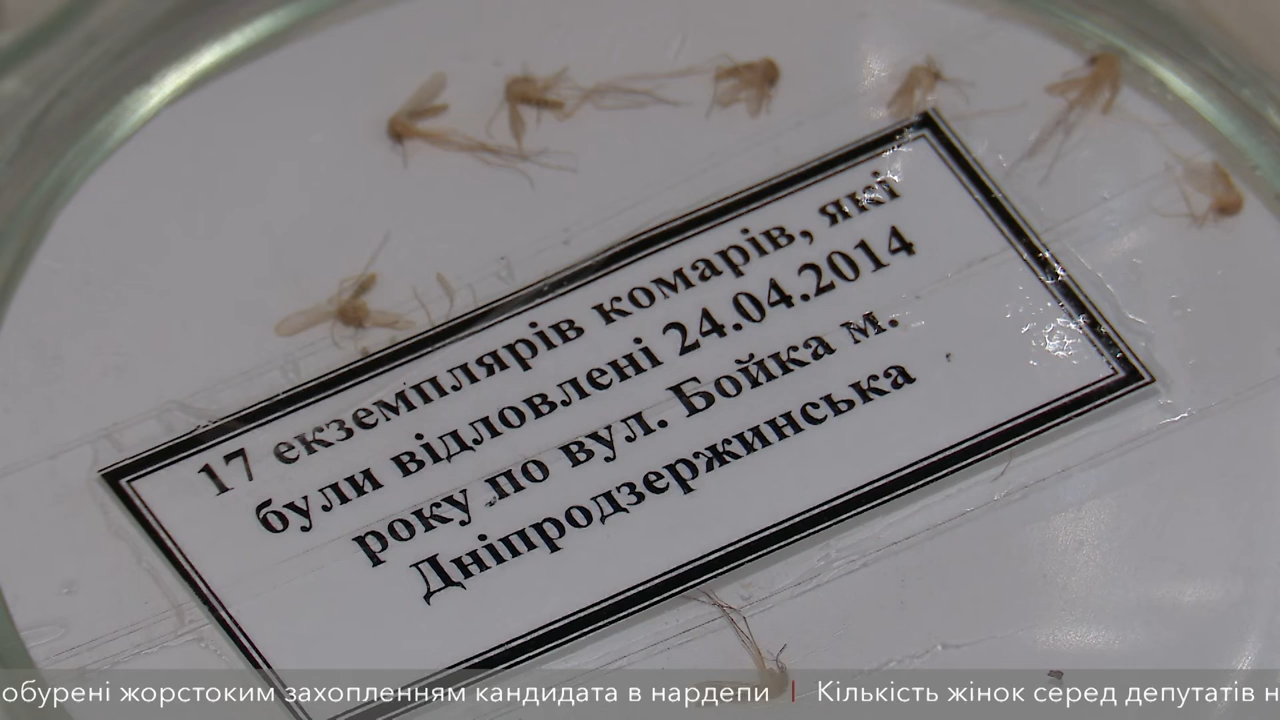 17 екземплярів комарів, які
були відловлені 24.04.2014
року по вул. Бойка м.
Дніпродзержинська
обурені жорстоким захопленням кандидата в нардепи | Кількість жінок серед депутатів н